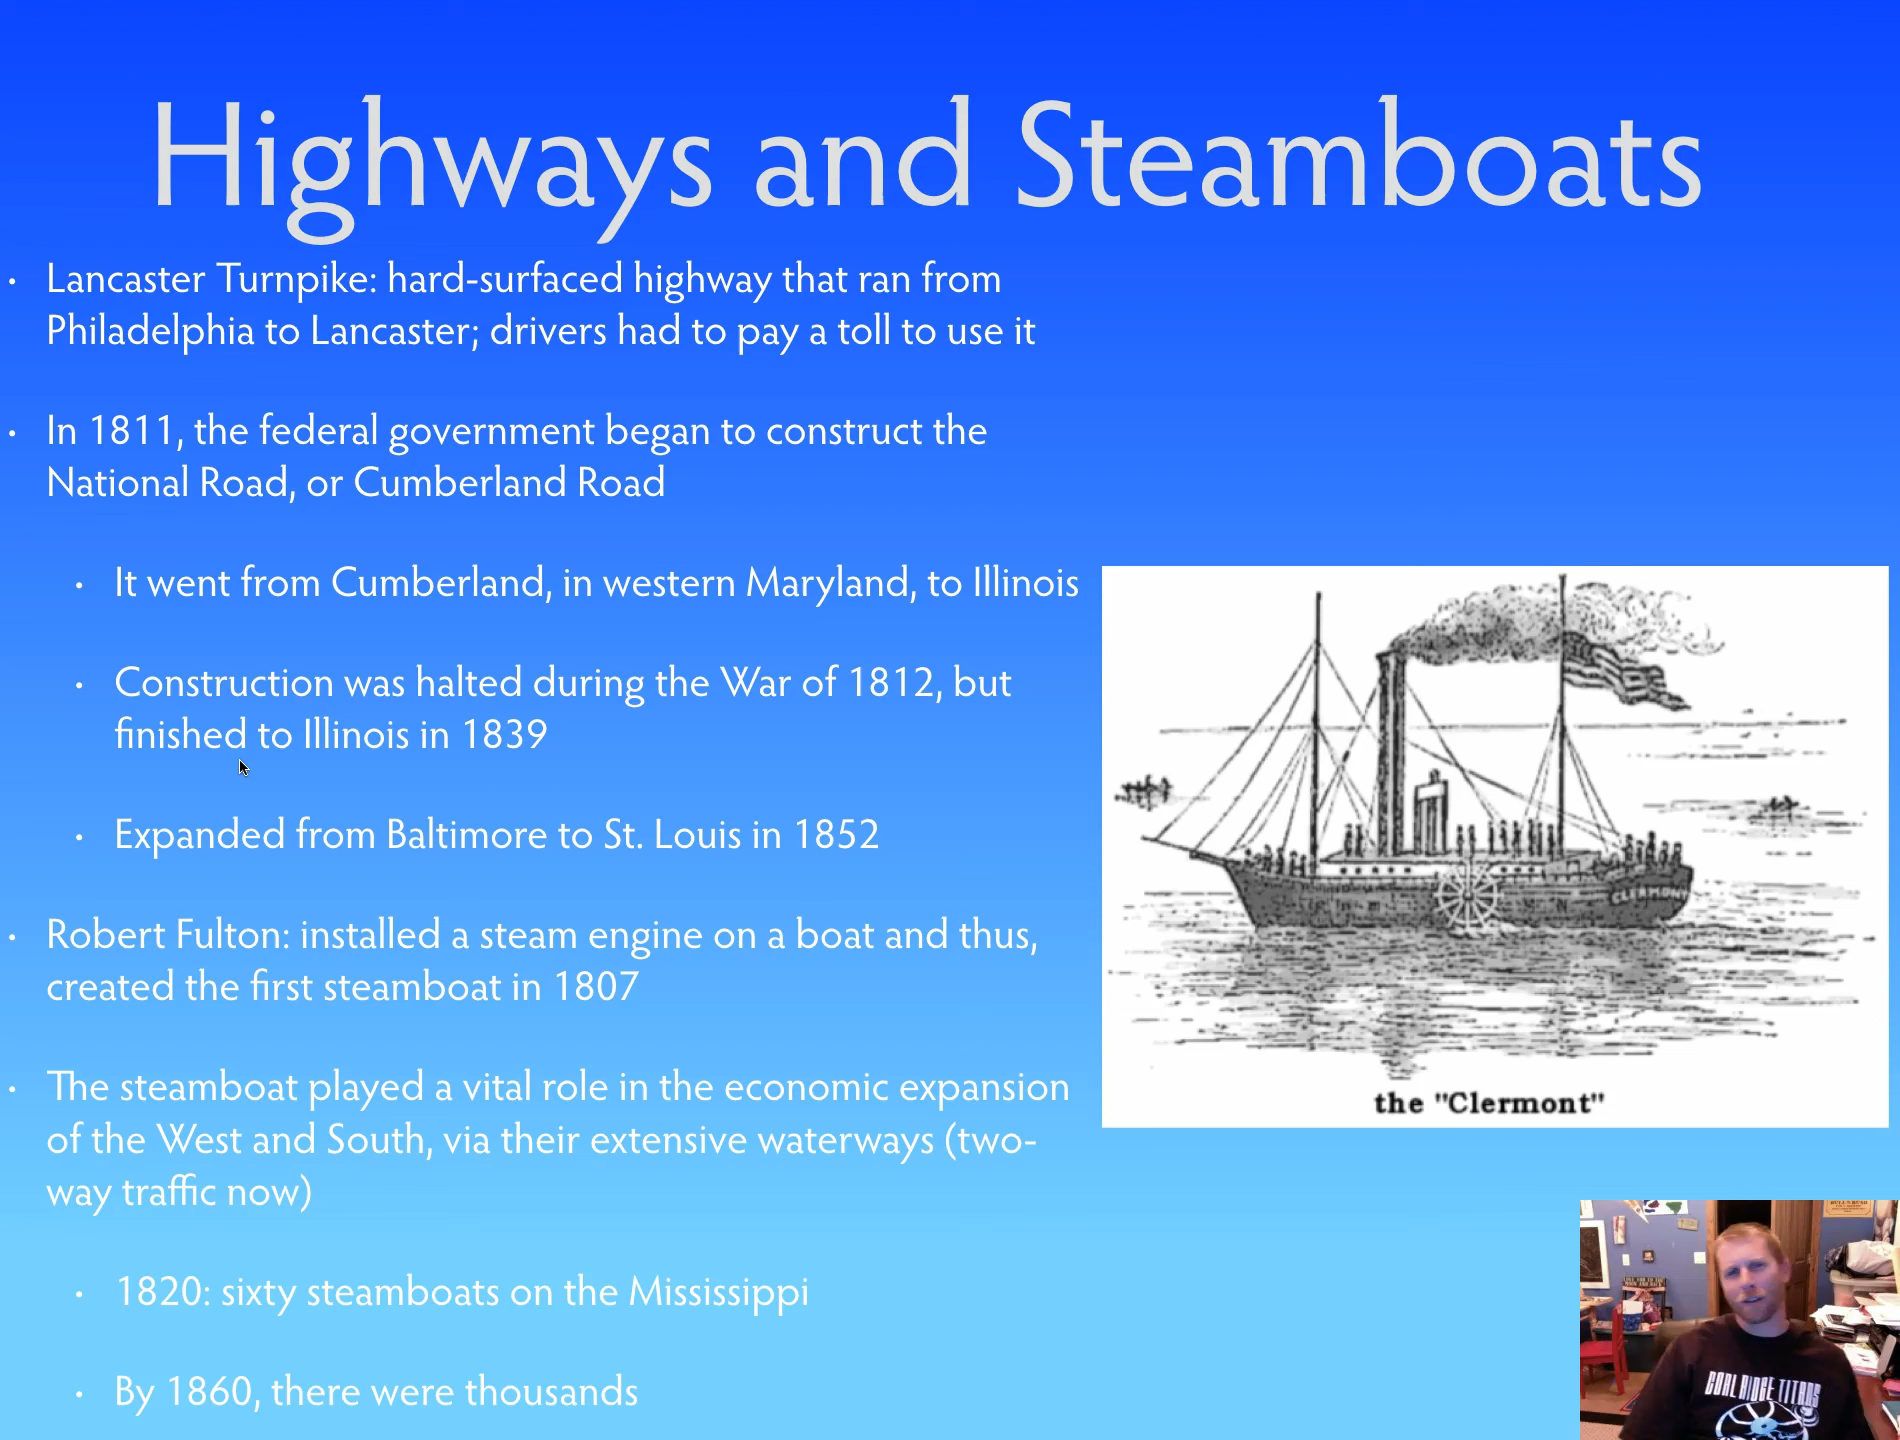 Highways and Steamboats
• Lancaster Turnpike: hard-surfaced highway that ran from
Philadelphia to Lancaster; drivers had to pay a toll to use it
• In 1811, the federal government began to construct the
National Road, or Cumberland Road
• It went from Cumberland, in western Maryland, to Illinois
• Construction was halted during the War of 1812, but
finished to Illinois in 1839
• Expanded from Baltimore to St. Louis in 1852
• Robert Fulton: installed a steam engine on a boat and thus,
created the first steamboat in 1807
• The steamboat played a vital role in the economic expansion
of the West and South, via their extensive waterways (two-
way traffic now)
• 1820: sixty steamboats on the Mississippi
• By 1860, there were thousands
CLERMONT
the "Clermont"
COAL RIDGE TITANS